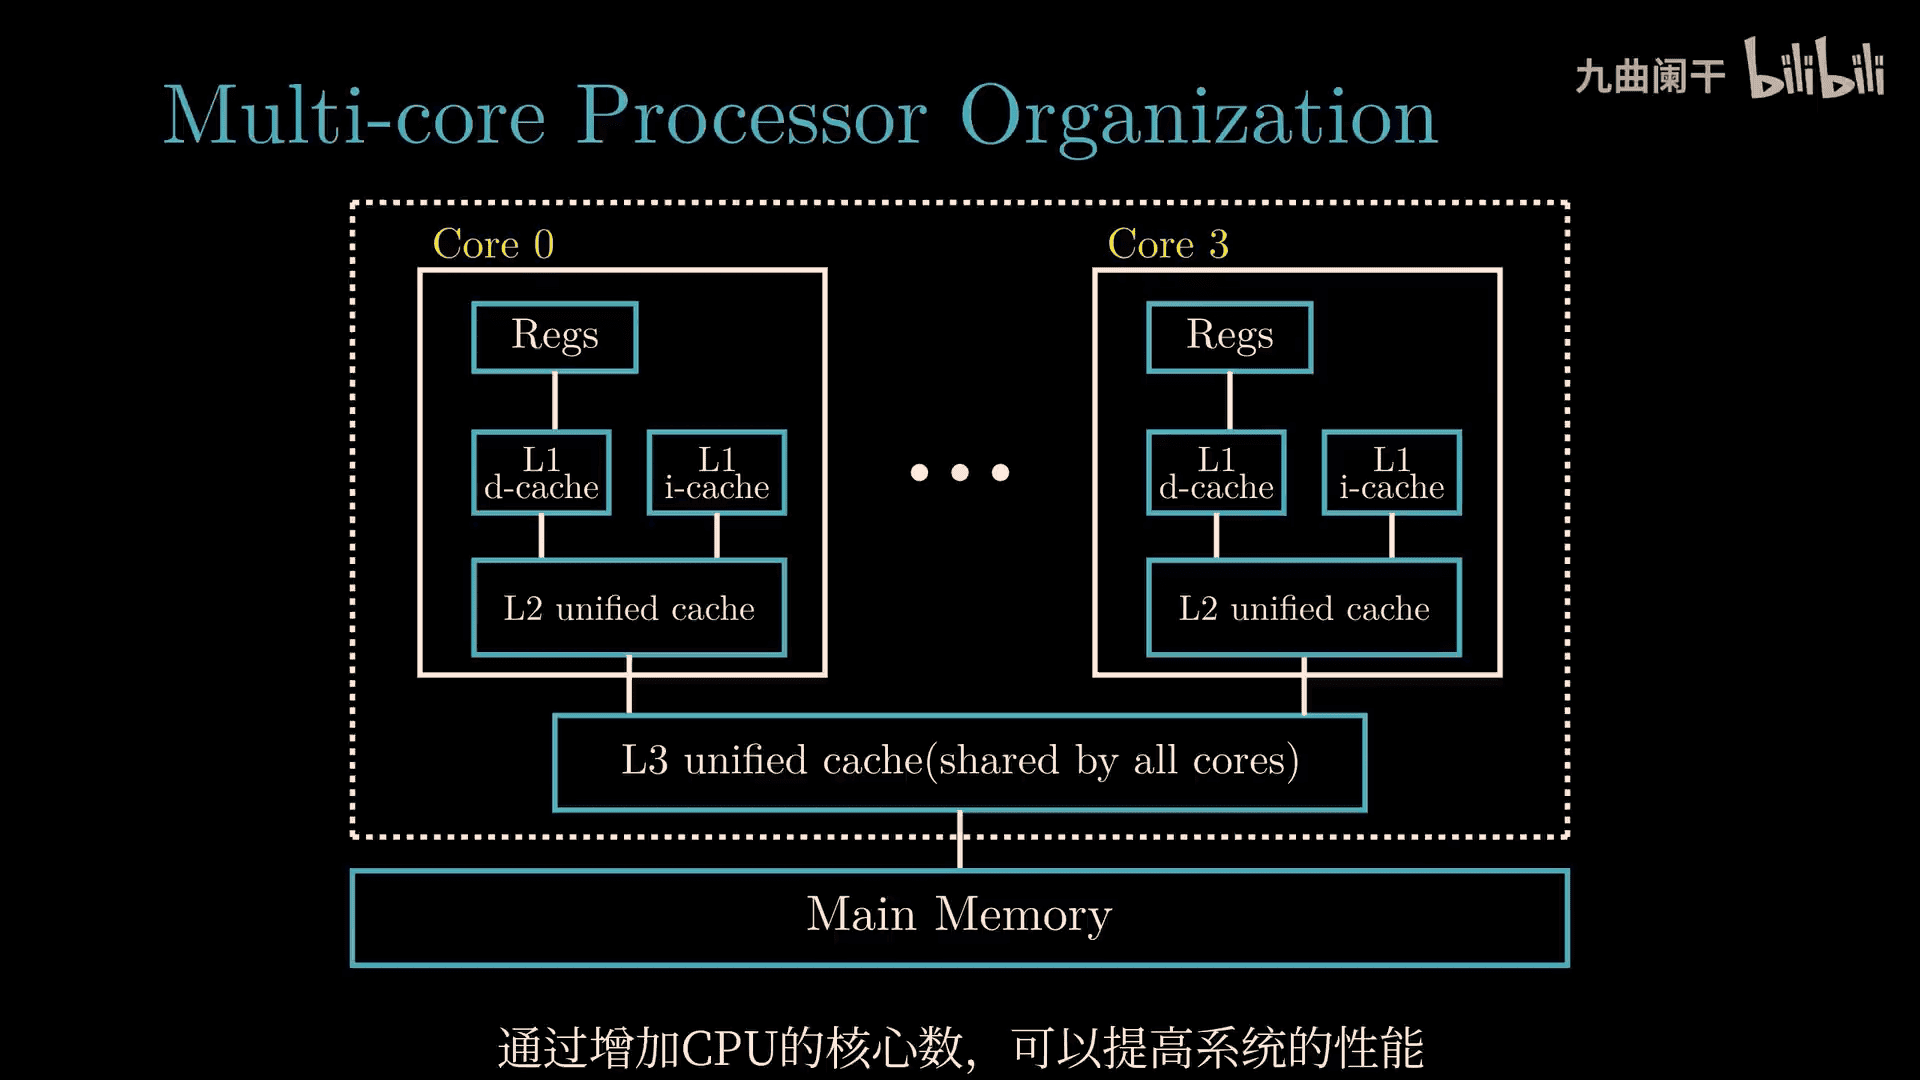 九曲阑干 bilibili
Multi-core Processor Organization
Core 0
Regs
L1
d-cache
L1
i-cache
L2 unified cache
Core 3
Regs
L1
d-cache
L1
i-cache
L2 unified cache
L3 unified cache(shared by all cores)
Main Memory
通过增加CPU的核心数，可以提高系统的性能